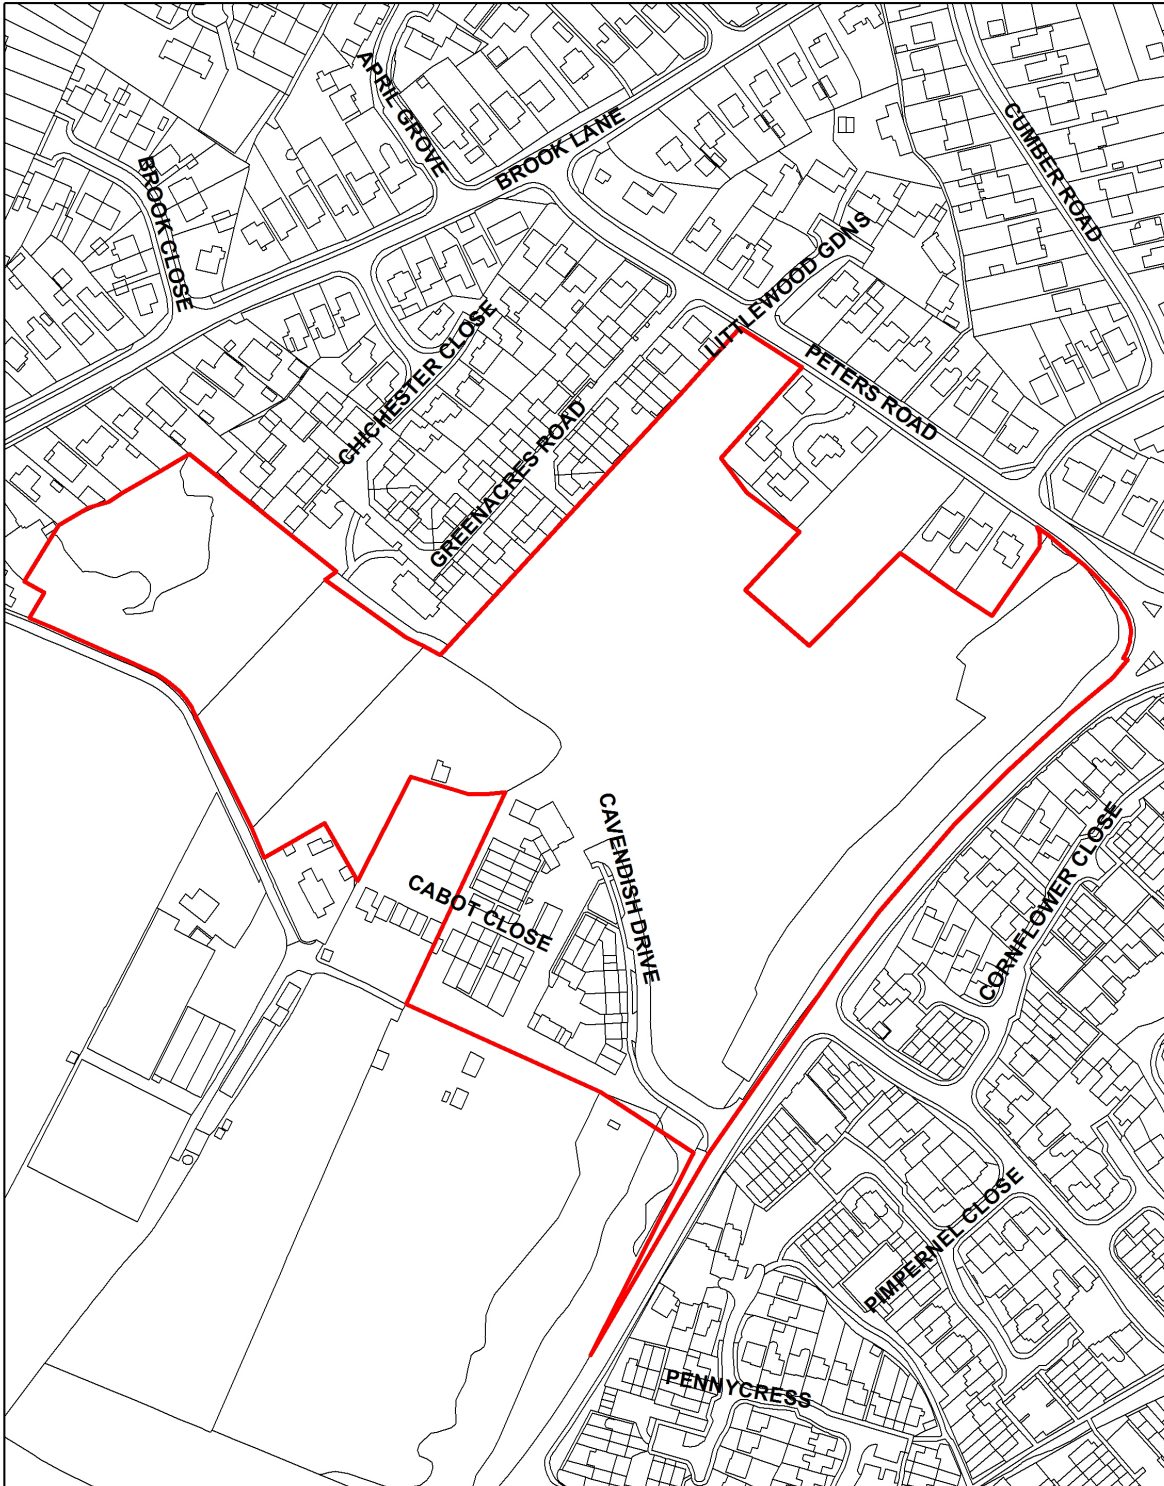 APRIL GROVE
BROOK LANE
CUMBER ROAD
BROOK CLOSE
LITTLEWOOD GDNS
CHICHESTER CLOSE
PETERS ROAD
GREENACRES ROAD
CAVENDISH DRIVE
CORNFLOWER CLOSE
CABOT CLOSE
PIMPERNEL CLOSE
PENNYCRESS